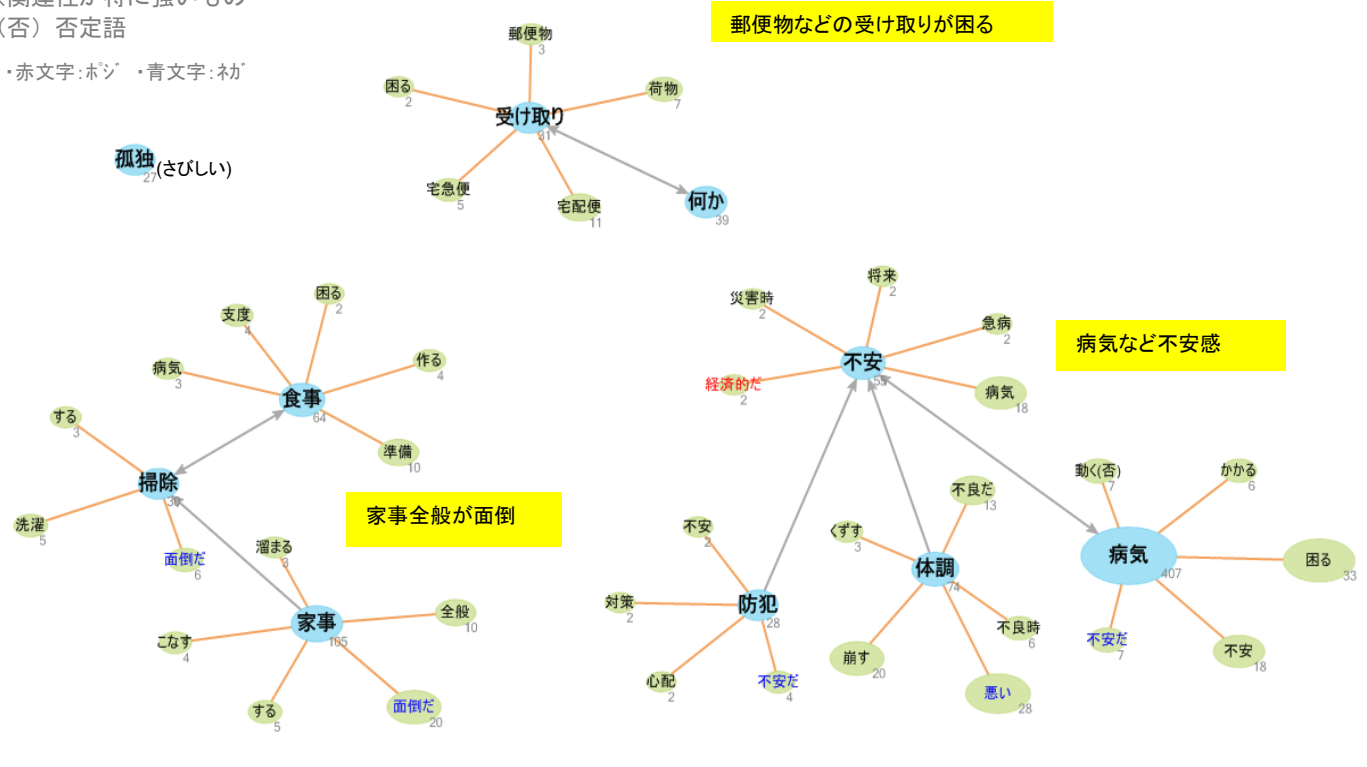 (否）否定語
・赤文字：ﾎﾟｼﾞ ・青文字：ﾈｶﾞ
郵便物などの受け取りが困る
郵便物
3
困る
2
荷物
7
受け取り
31
宅急便
5
宅配便
11
何か
39
孤独
27
(さびしい)
将来
2
災害時
2
急病
2
不安
55
経済的だ
2
病気
18
病気など不安感
困る
2
支度
4
病気
3
作る
4
食事
64
する
3
準備
10
掃除
30
洗濯
5
面倒だ
6
家事全般が面倒
溜まる
3
家事
105
全般
10
こなす
4
する
5
面倒だ
20
不安
2
対策
2
防犯
28
心配
2
不安だ
4
不良だ
13
くずす
3
体調
74
不良時
6
崩す
20
悪い
28
動く(否)
7
かかる
6
病気
407
困る
33
不安だ
7
不安
18